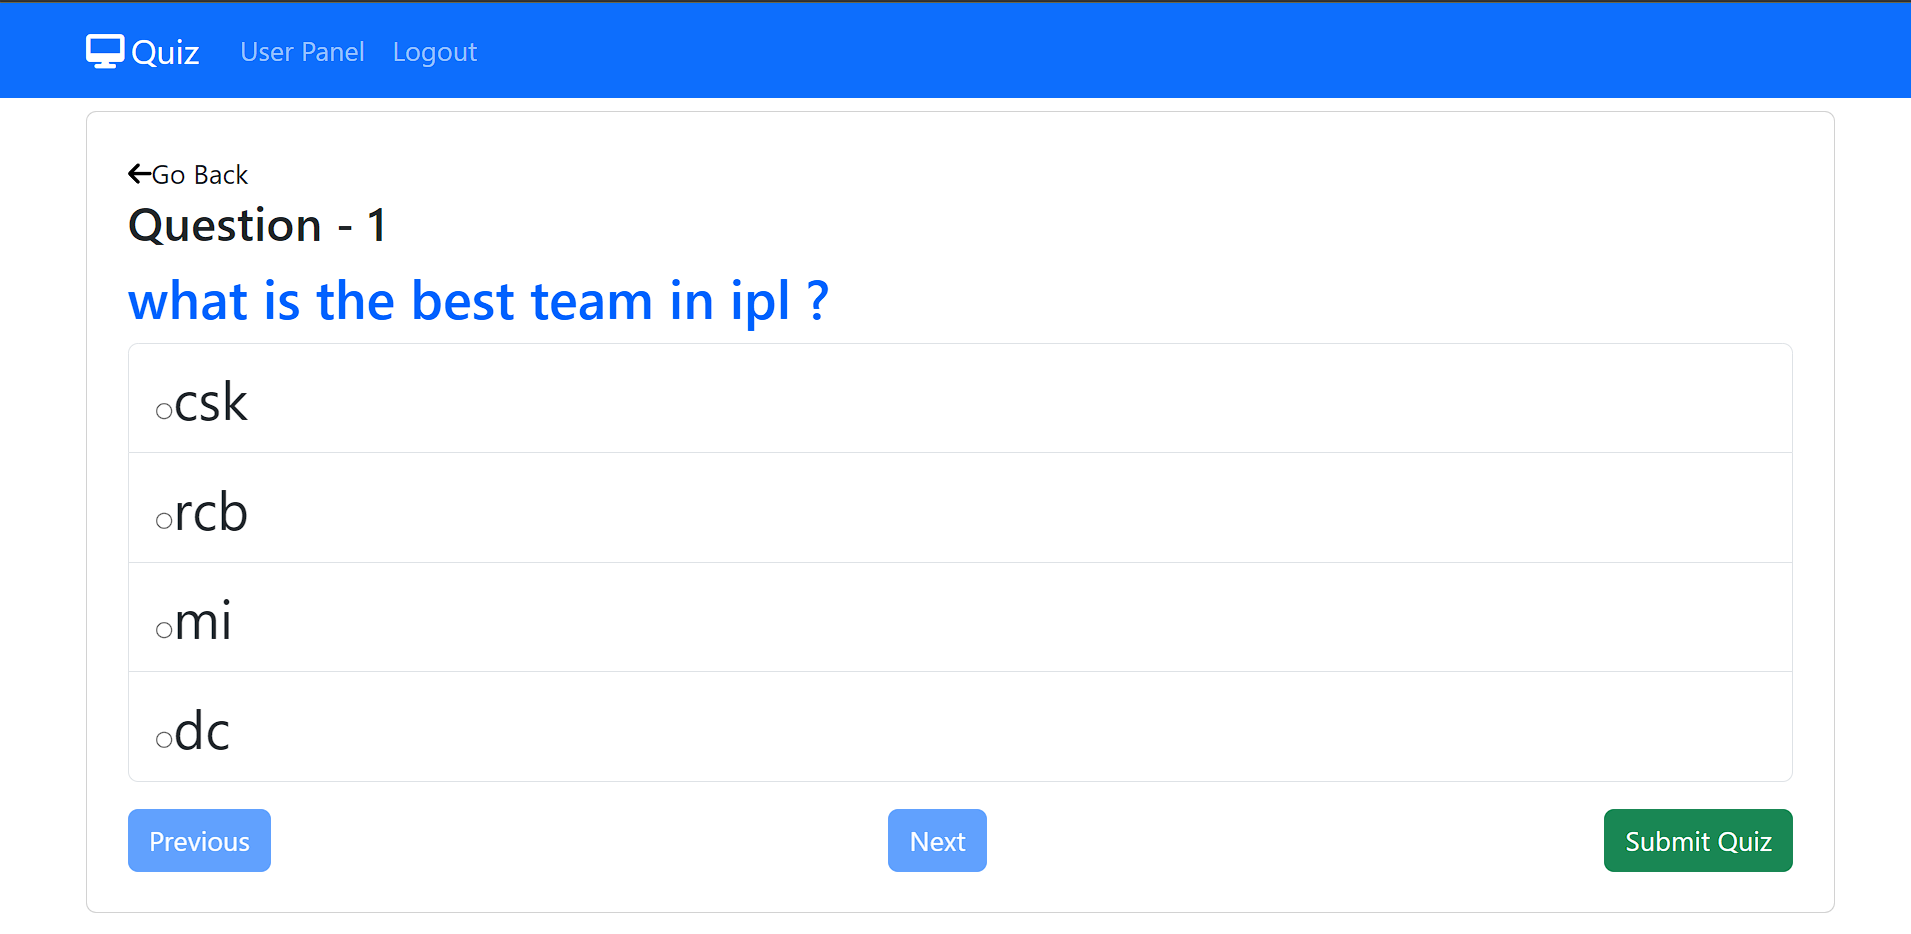 Quiz User Panel Logout
Go Back
Question - 1
what is the best team in ipl ?
csk
rcb
mi
dc
Previous Next Submit Quiz